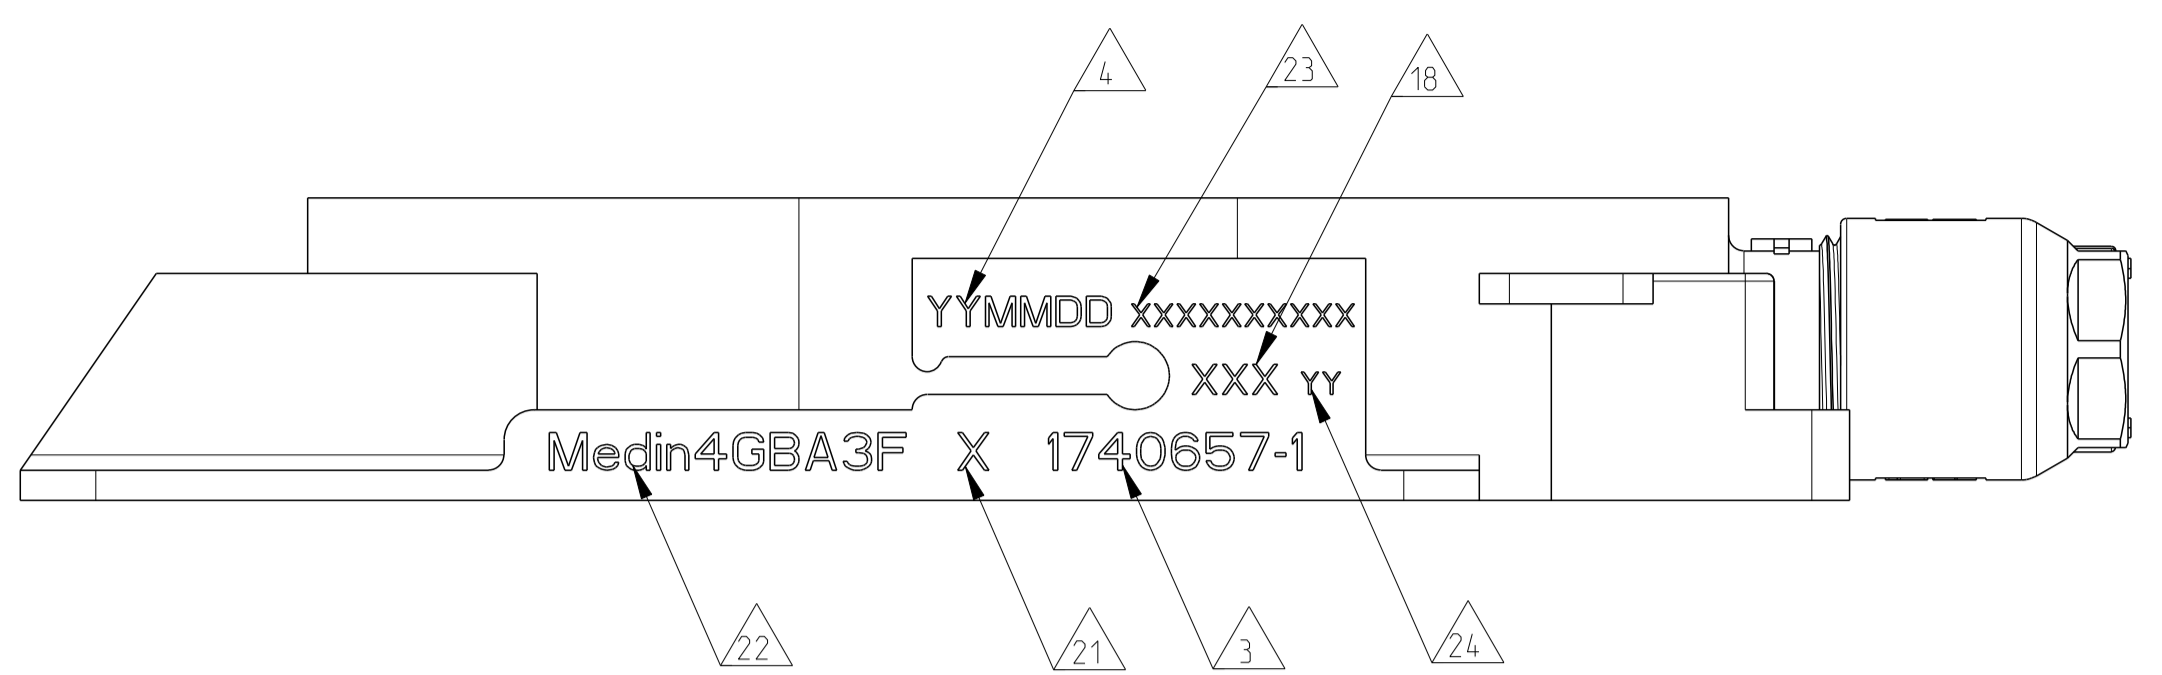 4 23 18
YYMMDD XXXXXXXXXX
XXX YY
Medin4GBA3F X 1740657-1
22 21 3 24